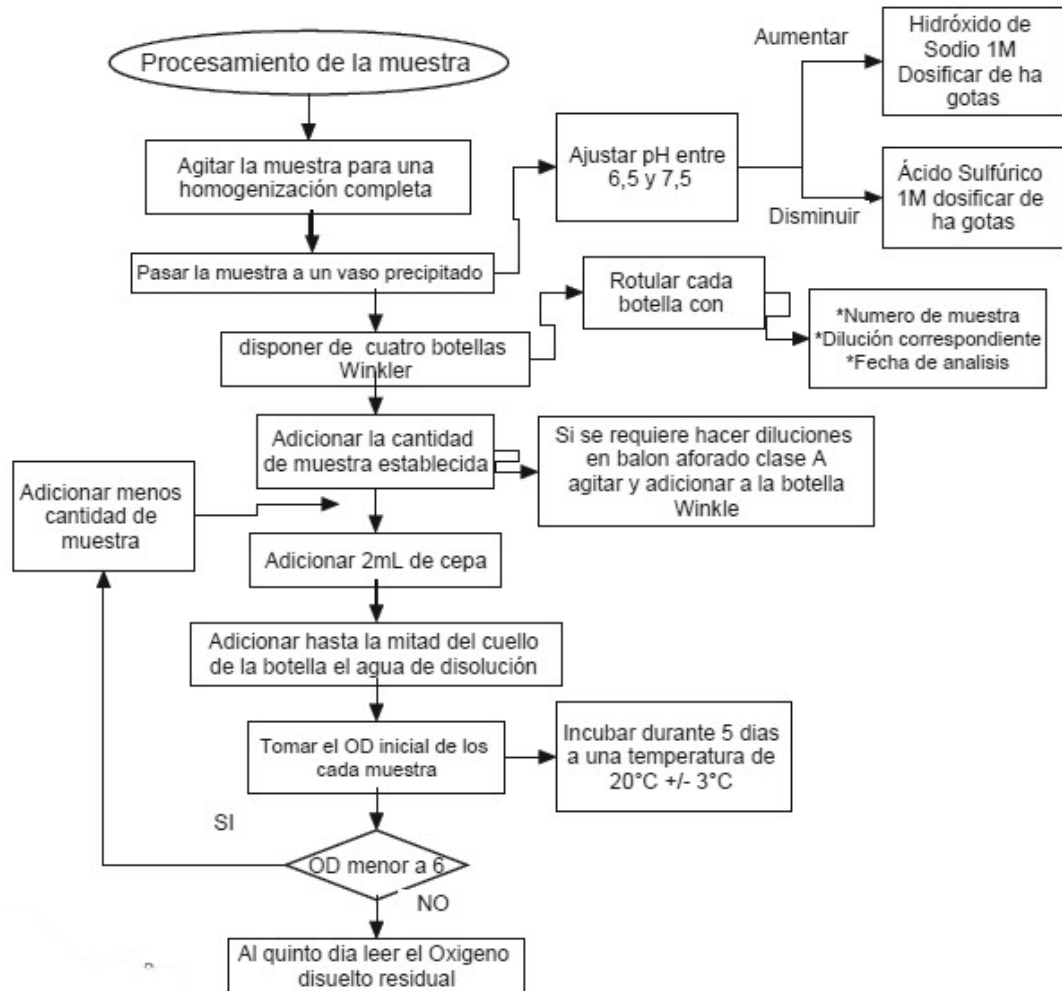 Procesamiento de la muestra
Agitar la muestra para una
homogenización completa
Pasar la muestra a un vaso precipitado
Ajustar pH entre
6,5 y 7,5
Aumentar
Hidróxido de
Sodio 1M
Dosificar de ha
gotas
Disminuir
Ácido Sulfúrico
1M dosificar de
ha gotas
disponer de cuatro botellas
Winkler
Rotular cada
botella con
*Numero de muestra
*Dilución correspondiente
*Fecha de analisis
Adicionar la cantidad
de muestra establecida
Si se requiere hacer diluciones
en balon aforado clase A
agitar y adicionar a la botella
Winkle
Adicionar menos
cantidad de
muestra
Adicionar 2mL de cepa
Adicionar hasta la mitad del cuello
de la botella el agua de disolución
Tomar el OD inicial de los
cada muestra
Incubar durante 5 dias
a una temperatura de
20°C +/- 3°C
SI
OD menor a 6
NO
Al quinto dia leer el Oxigeno
disuelto residual